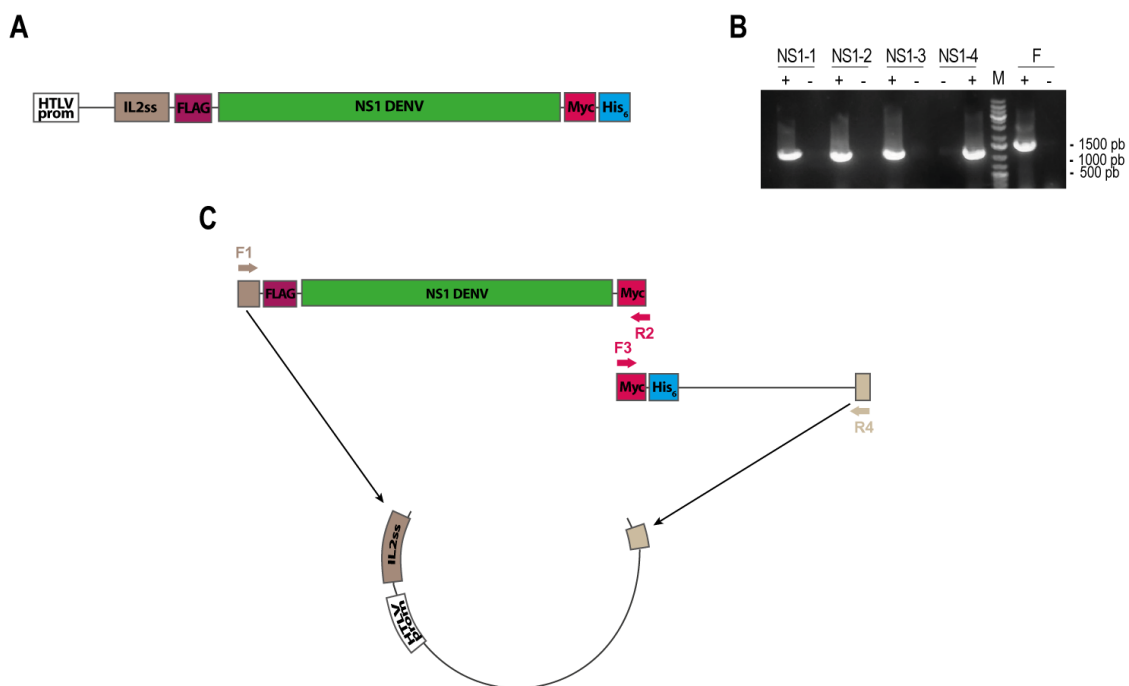 A
HTLV prom IL2ss FLAG NS1 DENV Myc His6
B
NS1-1 NS1-2 NS1-3 NS1-4 M F
+ - + - + - - + + -
- 1500 pb
- 1000 pb
- 500 pb
C
F1
FLAG NS1 DENV Myc
R2
F3
Myc His6
R4
IL2ss
HTLV prom